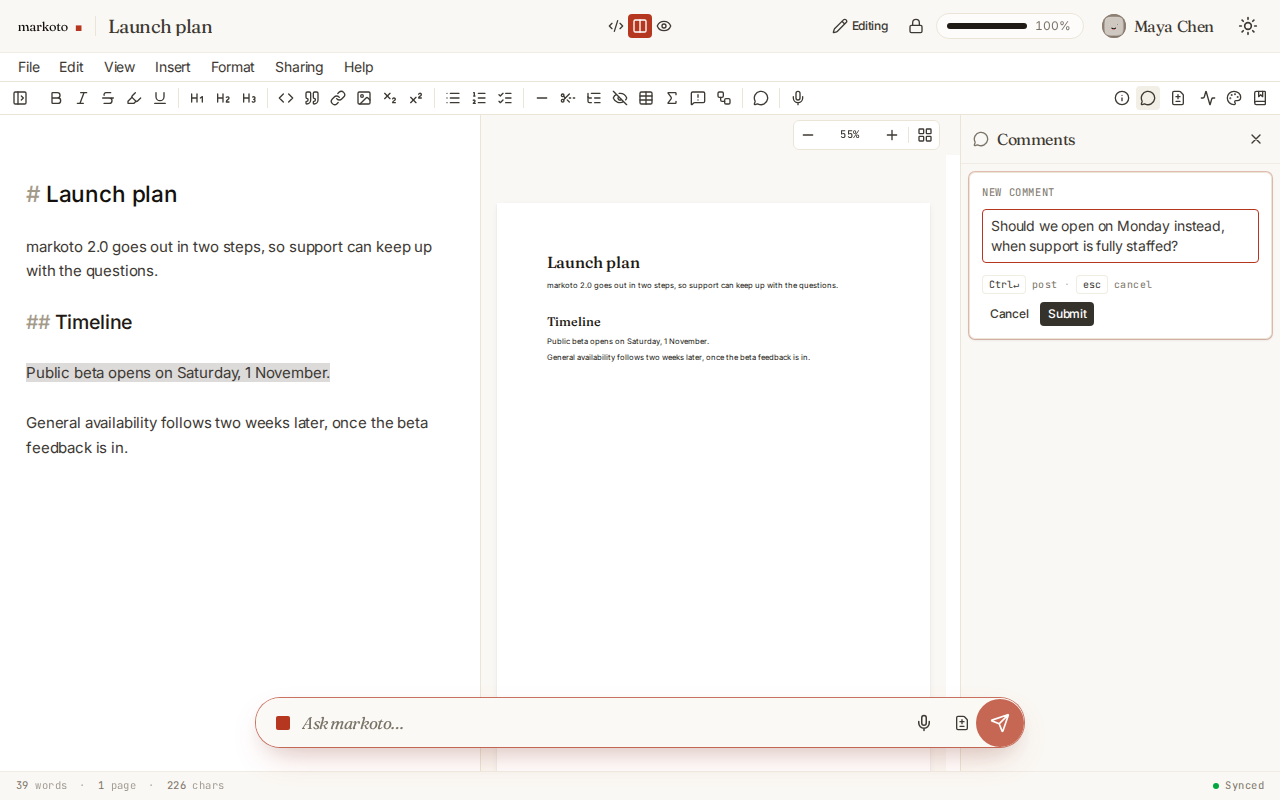 markoto
Launch plan
Editing
100%
Maya Chen
File Edit View Insert Format Sharing Help
H1 H2 H3
55%
Comments
# Launch plan
markoto 2.0 goes out in two steps, so support can keep up
with the questions.
## Timeline
Public beta opens on Saturday, 1 November.
General availability follows two weeks later, once the beta
feedback is in.
Launch plan
markoto 2.0 goes out in two steps, so support can keep up with the questions.
Timeline
Public beta opens on Saturday, 1 November.
General availability follows two weeks later, once the beta feedback is in.
NEW COMMENT
Should we open on Monday instead,
when support is fully staffed?
Ctrl↵ post · esc cancel
Cancel Submit
Ask markoto...
39 words · 1 page · 226 chars
Synced